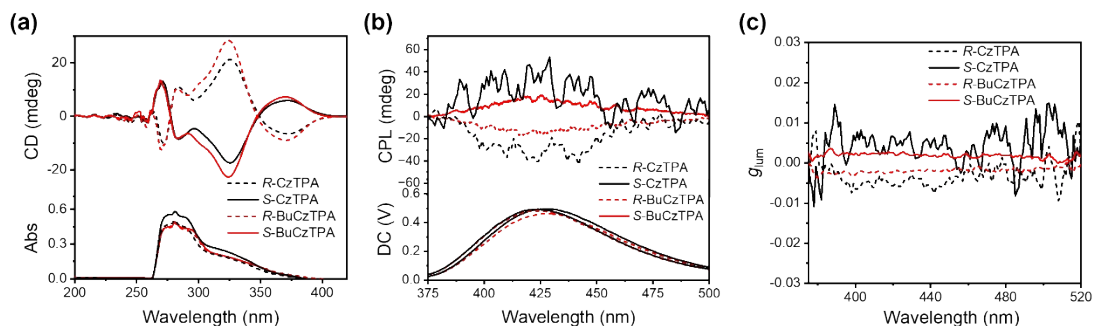 (a)
CD (mdeg)
20
0
-20
R-CzTPA
S-CzTPA
R-BuCzTPA
S-BuCzTPA
Abs
0.6
0.3
0.0
200 250 300 350 400
Wavelength (nm)
(b)
CPL (mdeg)
60
40
20
0
-20
-40
R-CzTPA
S-CzTPA
R-BuCzTPA
S-BuCzTPA
DC (V)
0.6
0.4
0.2
0.0
375 400 425 450 475 500
Wavelength (nm)
(c)
glum
0.03
0.02
0.01
0.00
-0.01
-0.02
-0.03
R-CzTPA
S-CzTPA
R-BuCzTPA
S-BuCzTPA
400 440 480 520
Wavelength (nm)